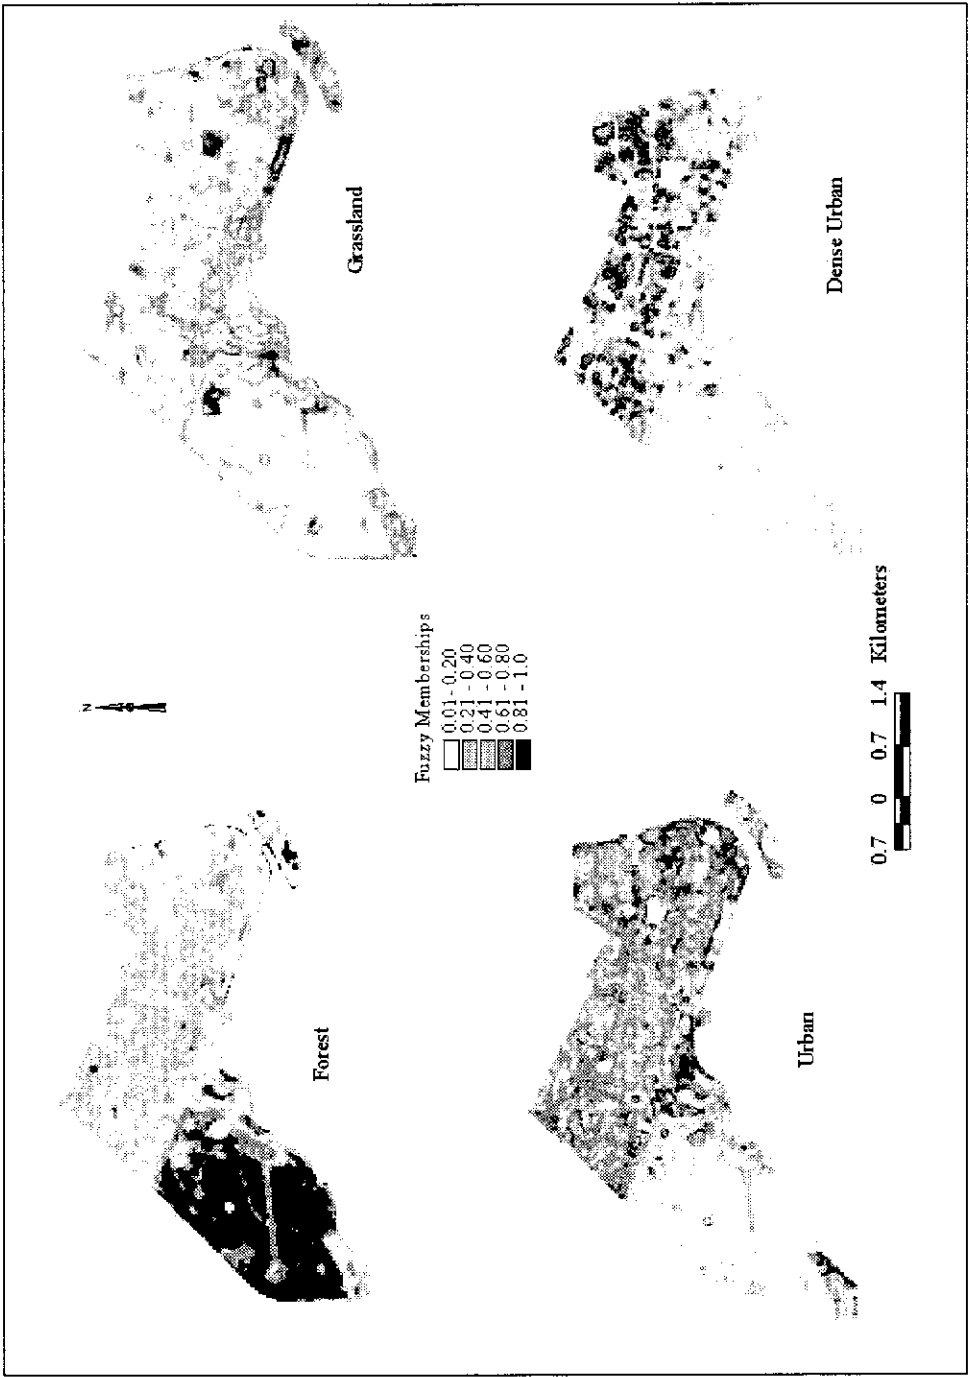 N
Forest
Grassland
Fuzzy Memberships
0.01 - 0.20
0.21 - 0.40
0.41 - 0.60
0.61 - 0.80
0.81 - 1.0
Urban
Dense Urban
0.7 0 0.7 1.4 Kilometers